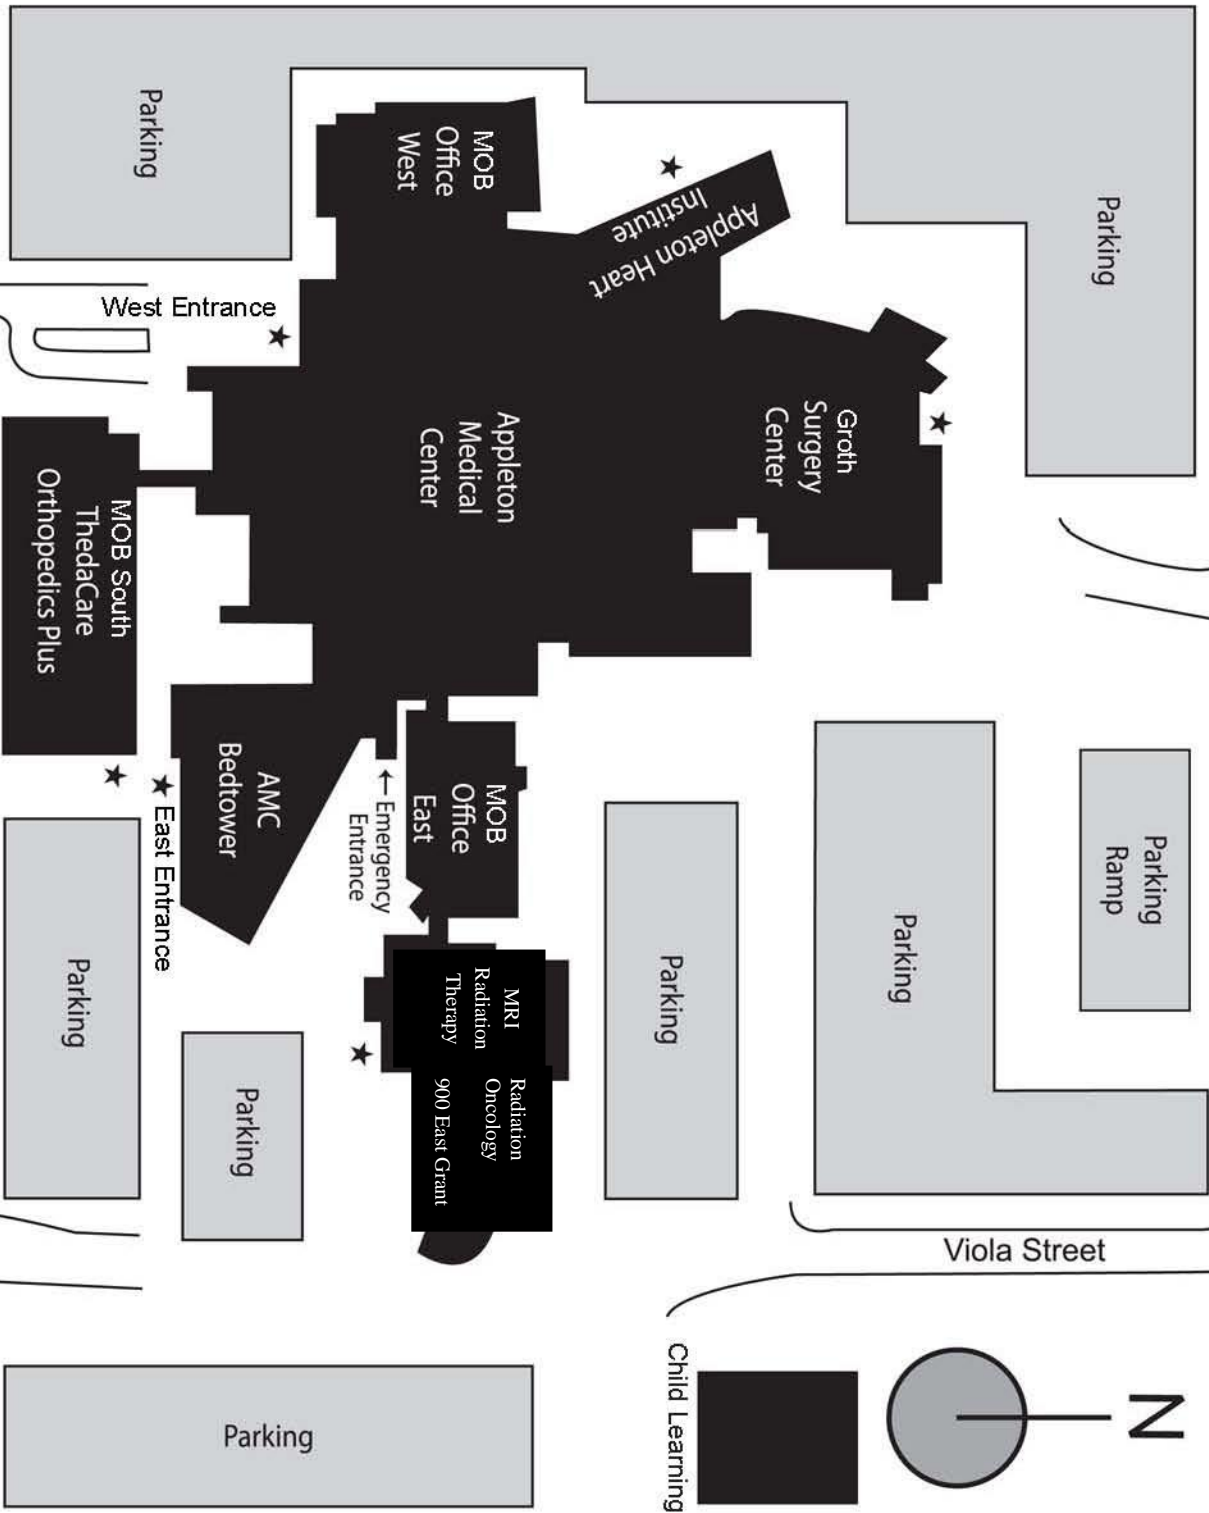 Parking
MOB
Office
West
Appleton Heart
Institute
Parking
West Entrance
Appleton
Medical
Center
Groth
Surgery
Center
MOB South
ThedaCare
Orthopedics Plus
AMC
Bedtower
← Emergency
Entrance
MOB
Office
East
East Entrance
Parking
Parking
Ramp
Parking
Parking
Parking
MRI
Radiation
Therapy
Radiation
Oncology
900 East Grant
Parking
Viola Street
Child Learning
N
Parking